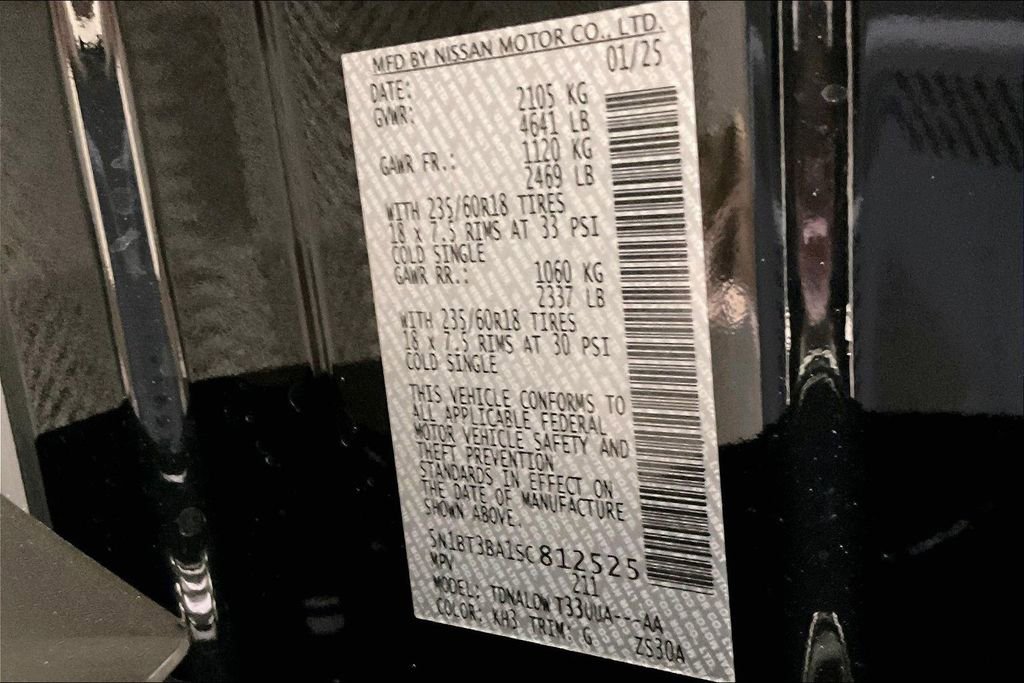 MFD BY NISSAN MOTOR CO., LTD.
DATE: 01/25
GVWR: 2105 KG
4641 LB
GAWR FR.: 1120 KG
2469 LB
WITH 235/60R18 TIRES
18 x 7.5 RIMS AT 33 PSI
COLD SINGLE
GAWR RR.: 1060 KG
2337 LB
WITH 235/60R18 TIRES
18 x 7.5 RIMS AT 30 PSI
COLD SINGLE
THIS VEHICLE CONFORMS TO
ALL APPLICABLE FEDERAL
MOTOR VEHICLE SAFETY AND
THEFT PREVENTION
STANDARDS IN EFFECT ON
THE DATE OF MANUFACTURE
SHOWN ABOVE.
5N1BT3BA1SC812525
MPV 211
MODEL: TDNALDW T33UUA---AA
COLOR: KH3 TRIM: G ZS30A